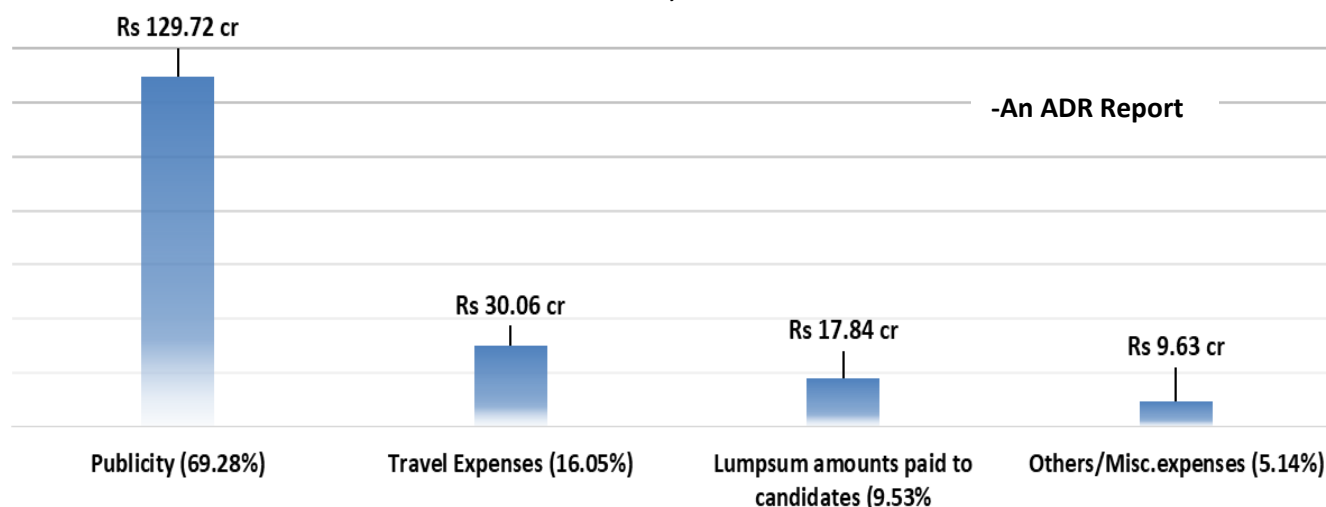 Rs 129.72 cr
-An ADR Report
Rs 30.06 cr
Rs 17.84 cr
Rs 9.63 cr
Publicity (69.28%)
Travel Expenses (16.05%)
Lumpsum amounts paid to
candidates (9.53%
Others/Misc.expenses (5.14%)